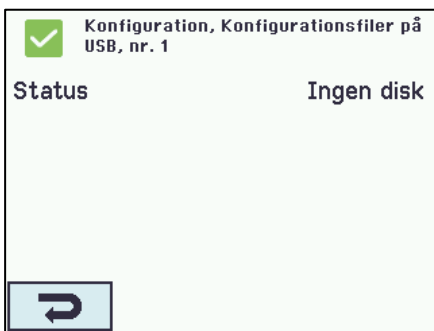 Konfiguration, Konfigurationsfiler på
USB, nr. 1
Status Ingen disk